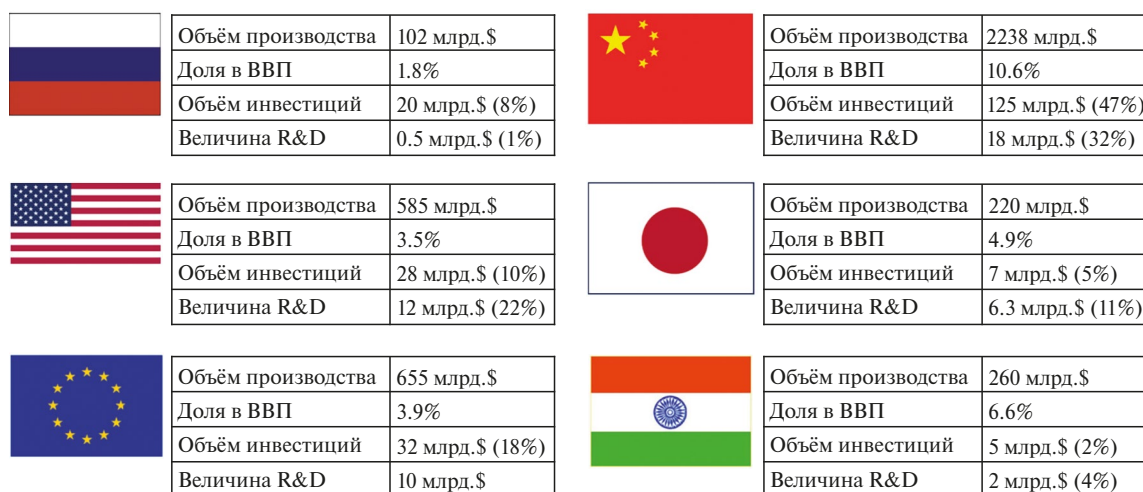 Объём производства 102 млрд.$
Доля в ВВП 1.8%
Объём инвестиций 20 млрд.$ (8%)
Величина R&D 0.5 млрд.$ (1%)
Объём производства 2238 млрд.$
Доля в ВВП 10.6%
Объём инвестиций 125 млрд.$ (47%)
Величина R&D 18 млрд.$ (32%)
Объём производства 585 млрд.$
Доля в ВВП 3.5%
Объём инвестиций 28 млрд.$ (10%)
Величина R&D 12 млрд.$ (22%)
Объём производства 220 млрд.$
Доля в ВВП 4.9%
Объём инвестиций 7 млрд.$ (5%)
Величина R&D 6.3 млрд.$ (11%)
Объём производства 655 млрд.$
Доля в ВВП 3.9%
Объём инвестиций 32 млрд.$ (18%)
Величина R&D 10 млрд.$
Объём производства 260 млрд.$
Доля в ВВП 6.6%
Объём инвестиций 5 млрд.$ (2%)
Величина R&D 2 млрд.$ (4%)